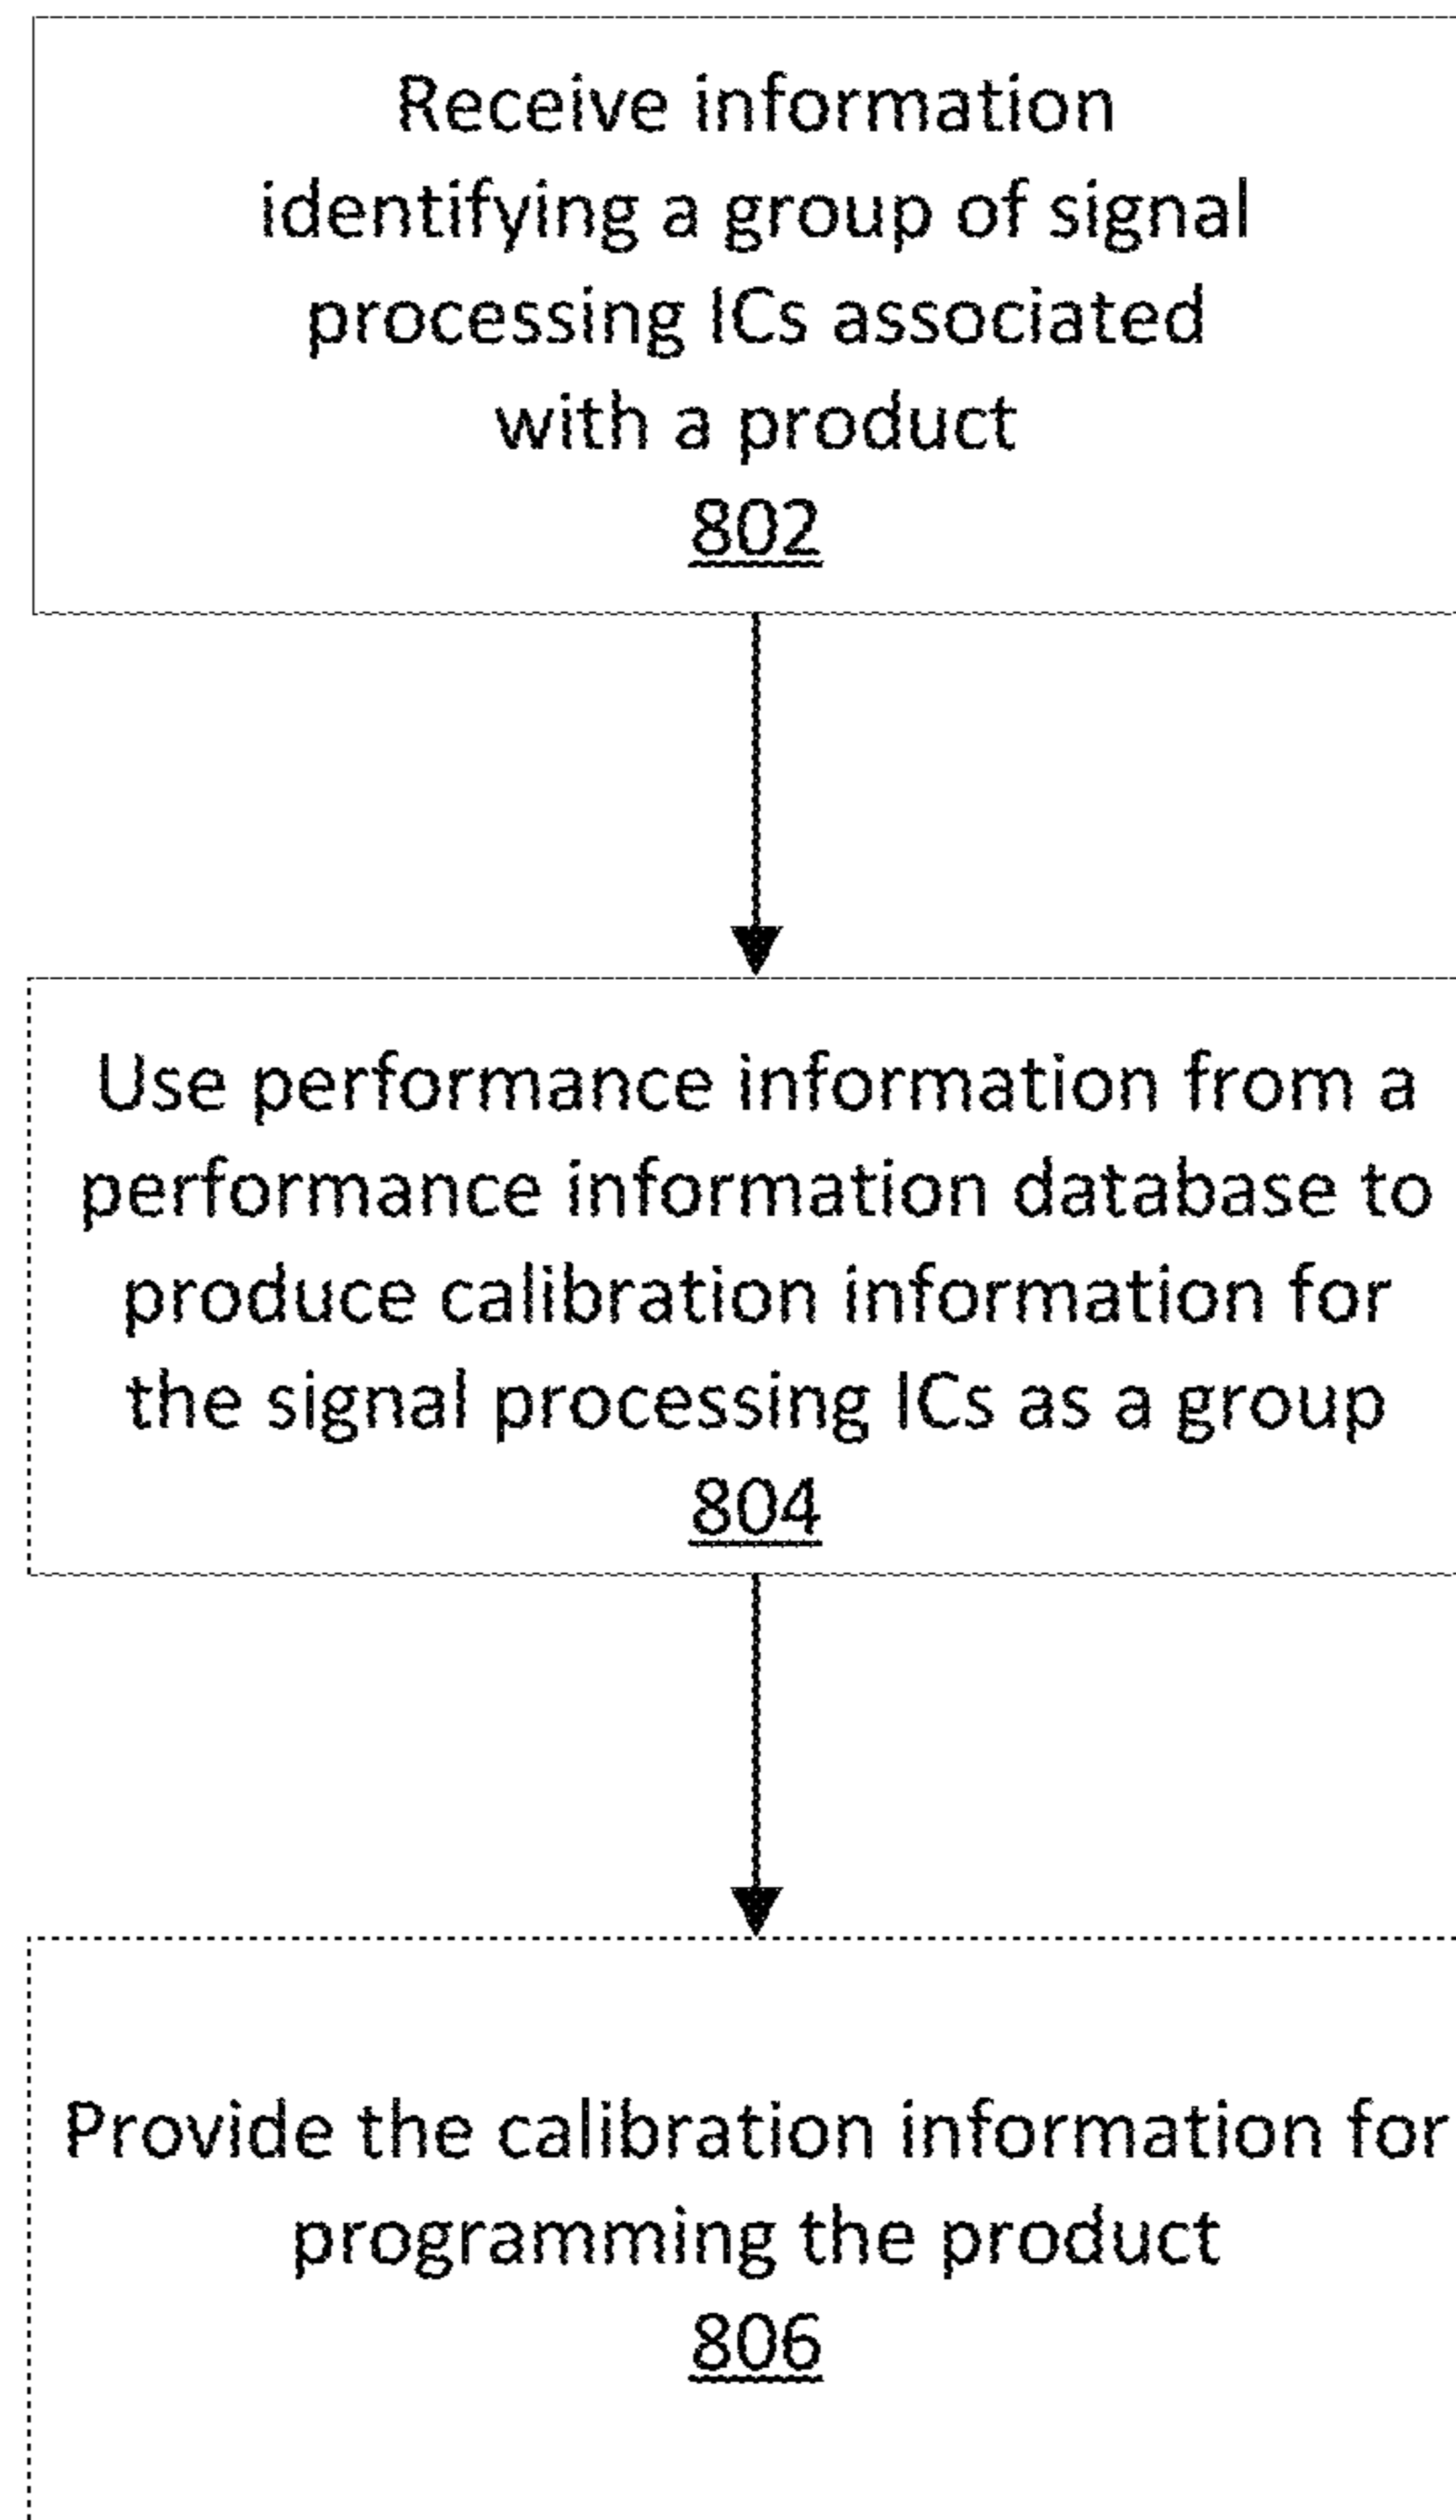 Receive information
identifying a group of signal
processing ICs associated
with a product
802
Use performance information from a
performance information database to
produce calibration information for
the signal processing ICs as a group
804
Provide the calibration information for
programming the product
806